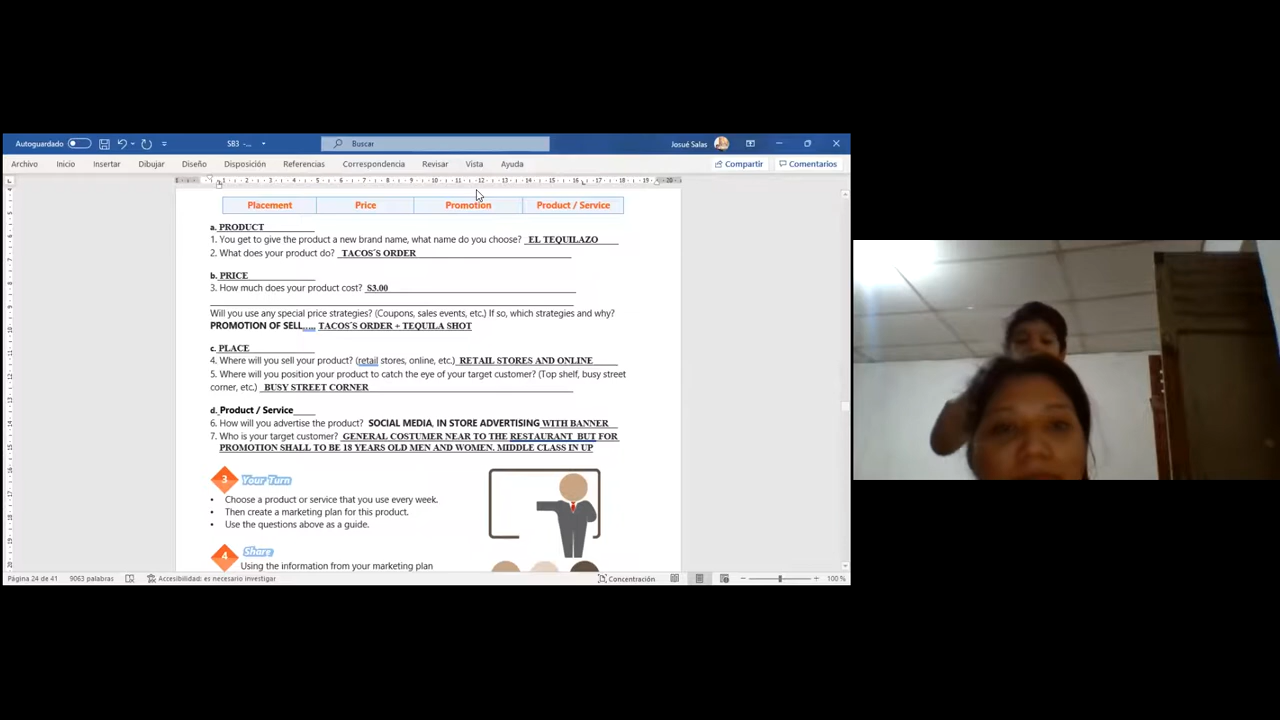 Autoguardado SB3 -... Buscar Josué Salas
Archivo Inicio Insertar Dibujar Diseño Disposición Referencias Correspondencia Revisar Vista Ayuda Compartir Comentarios
Placement Price Promotion Product / Service
a. PRODUCT
1. You get to give the product a new brand name, what name do you choose? EL TEQUILAZO
2. What does your product do? TACOS´S ORDER
b. PRICE
3. How much does your product cost? $3.00
Will you use any special price strategies? (Coupons, sales events, etc.) If so, which strategies and why?
PROMOTION OF SELL..... TACOS´S ORDER + TEQUILA SHOT
c. PLACE
4. Where will you sell your product? (retail stores, online, etc.) RETAIL STORES AND ONLINE
5. Where will you position your product to catch the eye of your target customer? (Top shelf, busy street
corner, etc.) BUSY STREET CORNER
d. Product / Service
6. How will you advertise the product? SOCIAL MEDIA, IN STORE ADVERTISING WITH BANNER
7. Who is your target customer? GENERAL COSTUMER NEAR TO THE RESTAURANT BUT FOR
PROMOTION SHALL TO BE 18 YEARS OLD MEN AND WOMEN. MIDDLE CLASS IN UP
3 Your Turn
• Choose a product or service that you use every week.
• Then create a marketing plan for this product.
• Use the questions above as a guide.
4 Share
Using the information from your marketing plan
Página 24 de 41 9063 palabras Accesibilidad: es necesario investigar Concentración 100 %